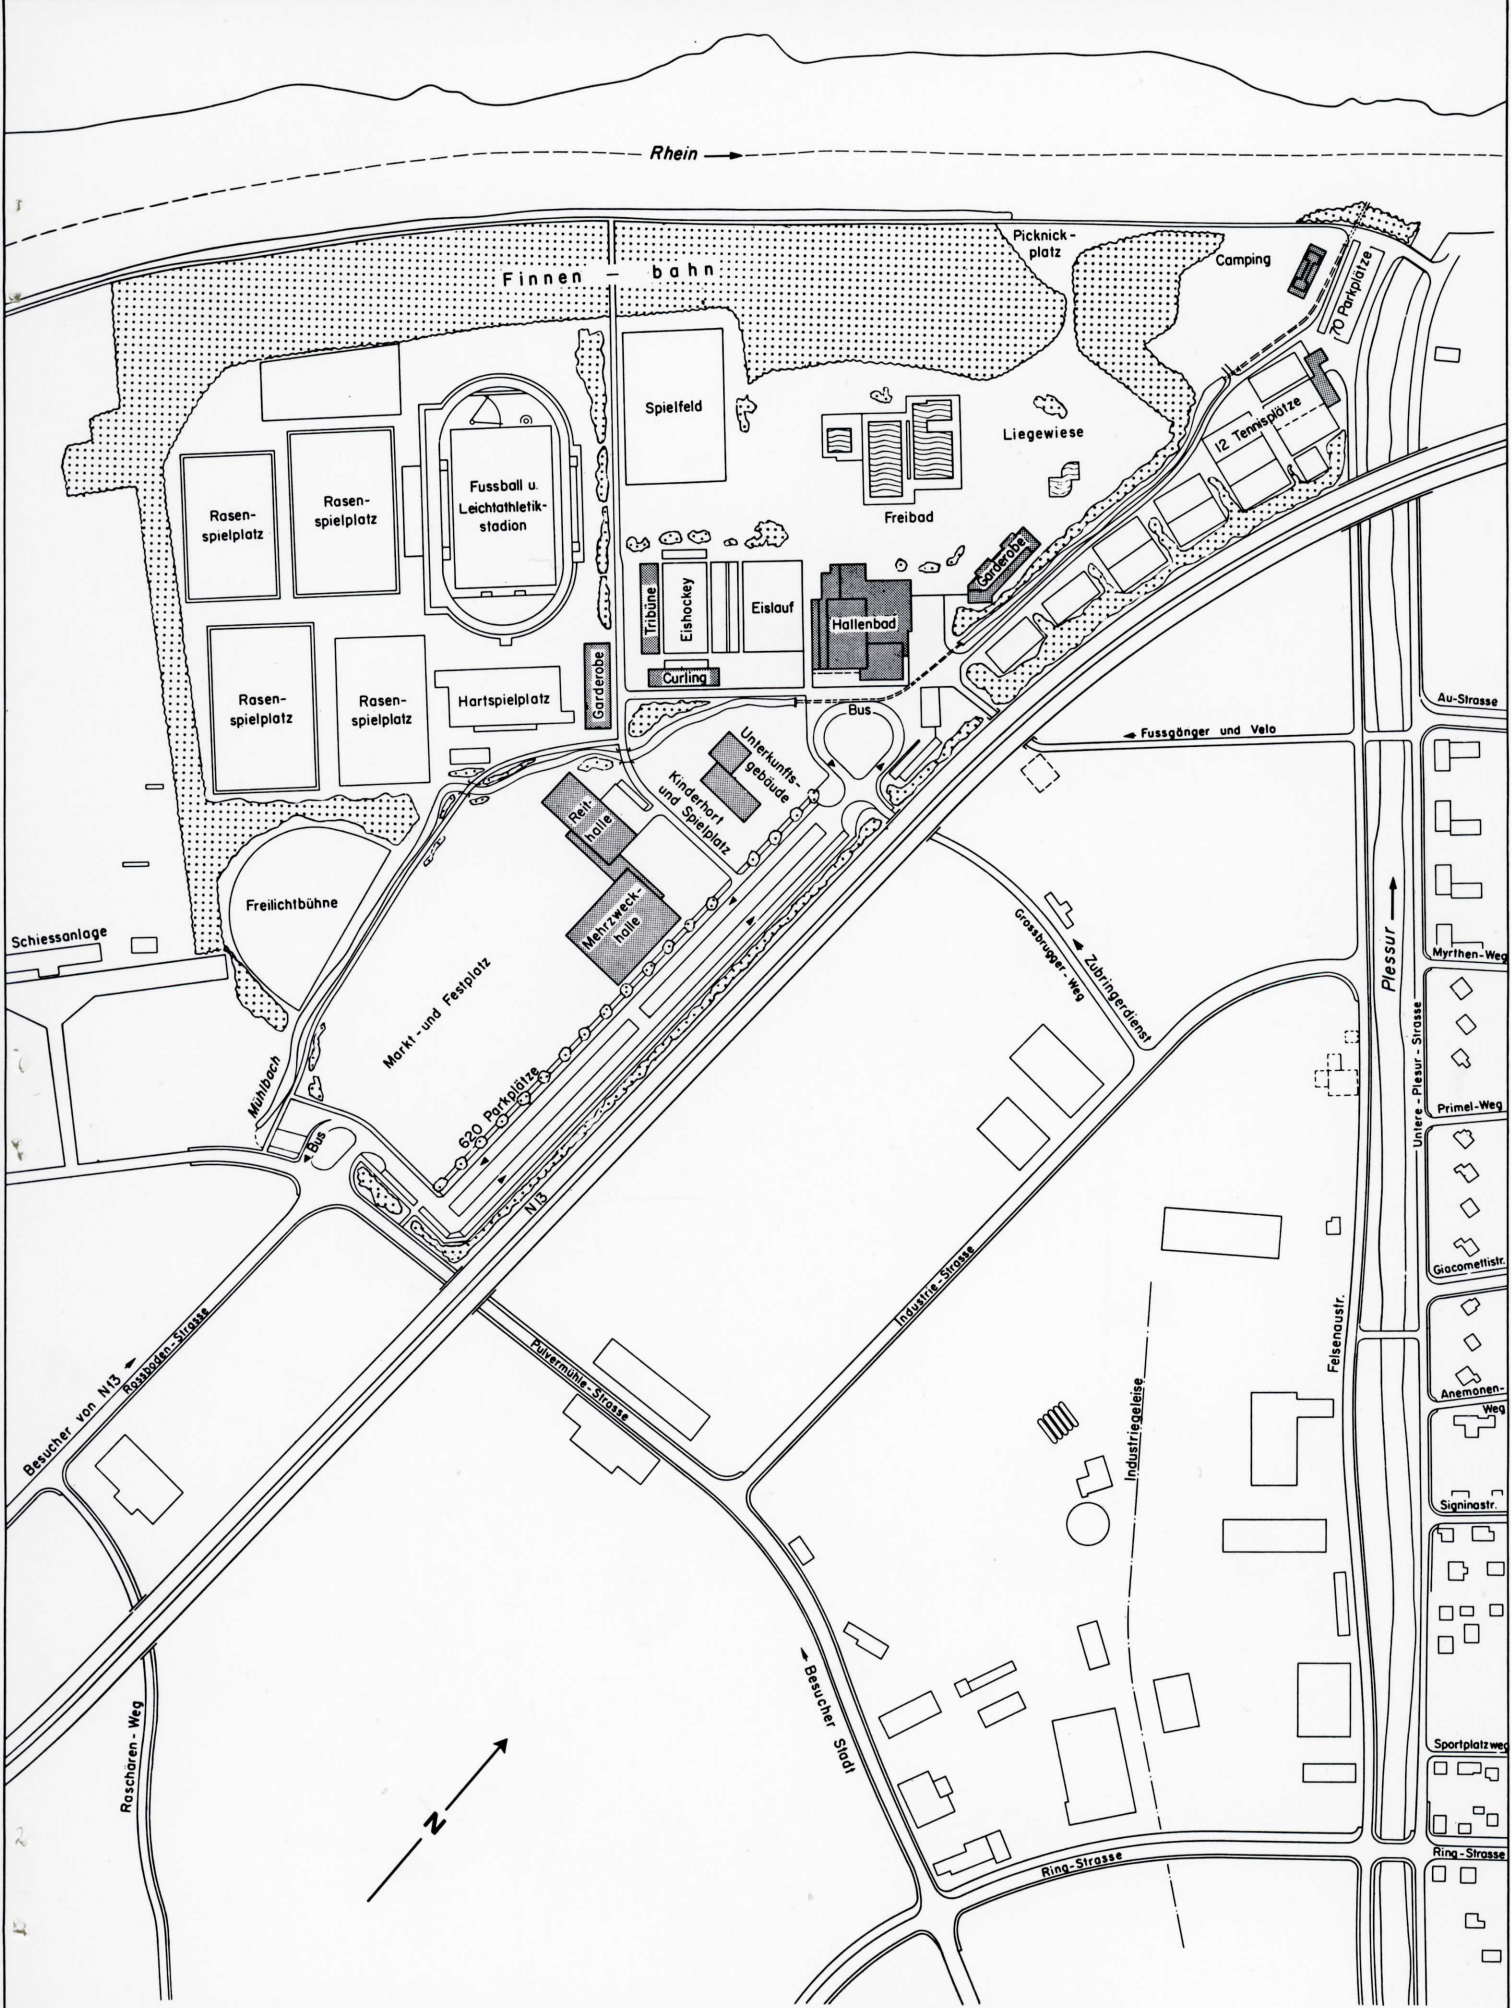 Rhein
Finnen - bahn
Picknick-
platz
Camping
70 Parkplätze
Spielfeld
12 Tennisplätze
Liegewiese
Rasen-
spielplatz
Rasen-
spielplatz
Fussball u.
Leichtathletik-
stadion
Freibad
Garderobe
Tribüne
Eishockey
Eislauf
Hallenbad
Curling
Garderobe
Rasen-
spielplatz
Rasen-
spielplatz
Hartspielplatz
Bus
Au-Strasse
Fussgänger und Velo
Unterkunfts-
gebäude
Kinderhort
und Spielplatz
Reit-
halle
Mehrzweck-
halle
Freilichtbühne
Schiessanlage
Markt- und Festplatz
Grossbrugger-Weg
Zubringerdienst
Plessur
Myrthen-Weg
Untere-Plesur-Strasse
Mühlbach
620 Parkplätze
Primel-Weg
Bus
N13
Giacomettistr.
Industrie-Strasse
Felsenaustr.
Besucher von N13
Rossboden-Strasse
Pulvermühle-Strasse
Industriegeleise
Anemonen-
Weg
Signinastr.
Besucher Stadt
Raschären-Weg
Sportplatzweg
N
Ring-Strasse
Ring-Strasse